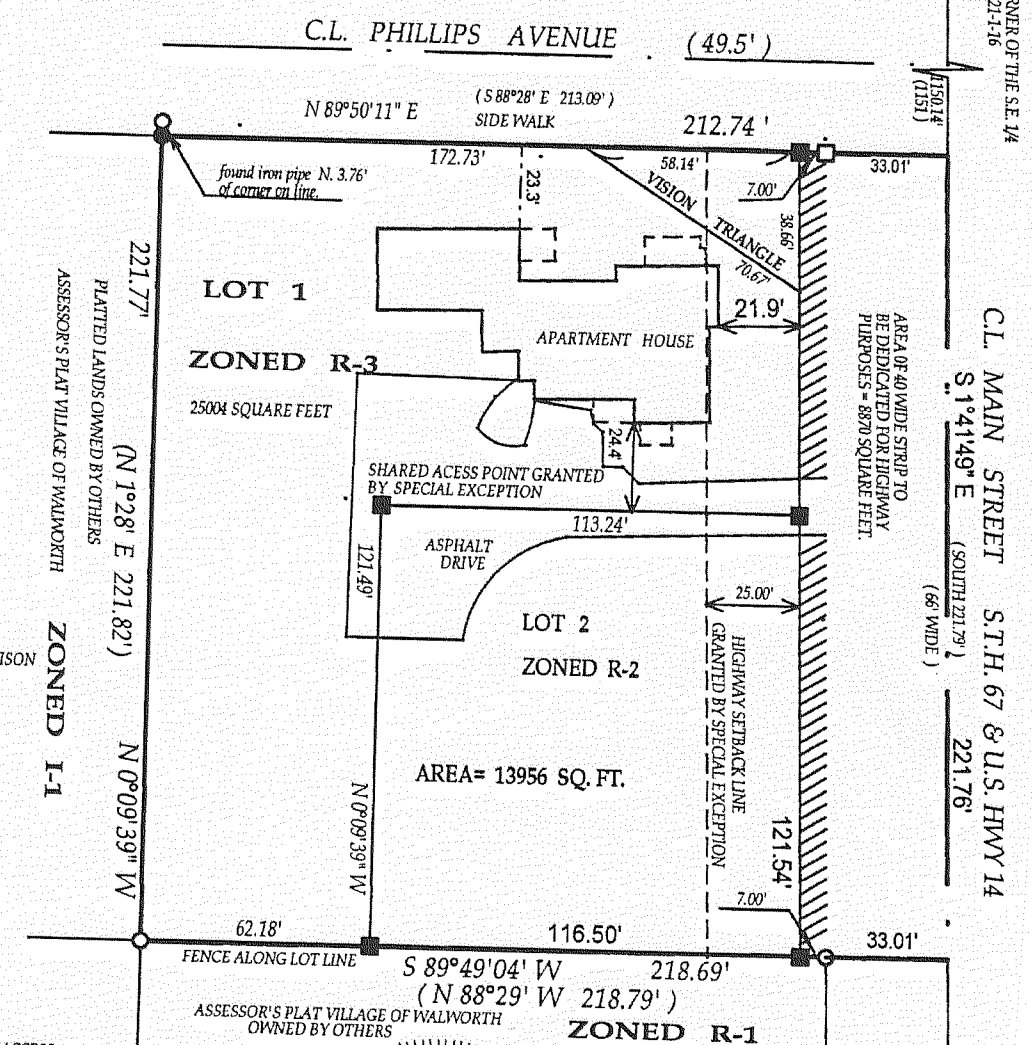 C.L. PHILLIPS AVENUE (49.5')
RNER OF THE S.E. 1/4
21-16
1150.14'
(1151)
N 89°50'11" E
(S 88°28' E 213.09')
SIDE WALK
212.74 '
172.73'
58.14'
33.01'
7.00'
found iron pipe N. 3.76'
of corner on line.
23.3'
VISION TRIANGLE
38.66'
70.67'
221.77'
LOT 1
21.9'
APARTMENT HOUSE
ZONED R-3
25004 SQUARE FEET
PLATTED LANDS OWNED BY OTHERS
ASSESSOR'S PLAT VILLAGE OF WALWORTH
(N 1°28' E 221.82')
AREA OF 40 WIDE STRIP TO
BE DEDICATED FOR HIGHWAY
PURPOSES = 8870 SQUARE FEET.
C.L. MAIN STREET S.T.H. 67 & U.S. HWY 14
S 1°41'49" E
(SOUTH 221.79')
(66' WIDE )
221.76'
24.4'
SHARED ACESS POINT GRANTED
BY SPECIAL EXCEPTION
113.24'
ASPHALT
DRIVE
121.49'
25.00'
LOT 2
ZONED R-2
HIGHWAY SETBACK LINE
GRANTED BY SPECIAL EXCEPTION
ISON
ZONED I-1
N 0°09'39" W
AREA= 13956 SQ. FT.
N 0°09'39" W
121.54'
7.00'
62.18'
116.50'
33.01'
FENCE ALONG LOT LINE
S 89°49'04" W 218.69'
(N 88°29' W 218.79' )
ASSESSOR'S PLAT VILLAGE OF WALWORTH
OWNED BY OTHERS
ZONED R-1